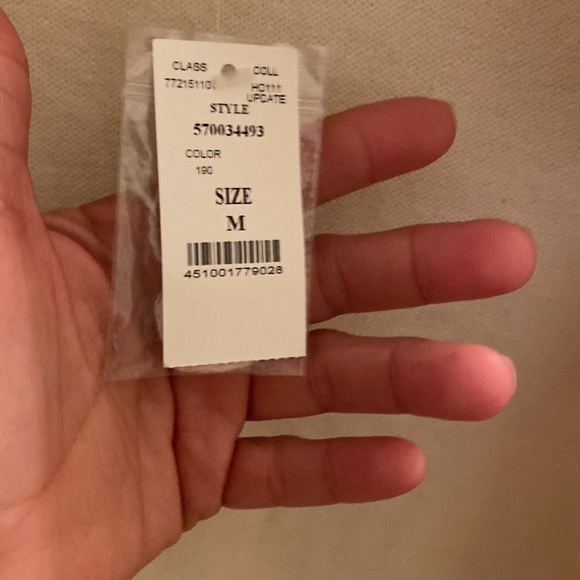 CLASS COLL
HO111
UPDATE
STYLE
570034493
COLOR
190
SIZE
M
451001779028